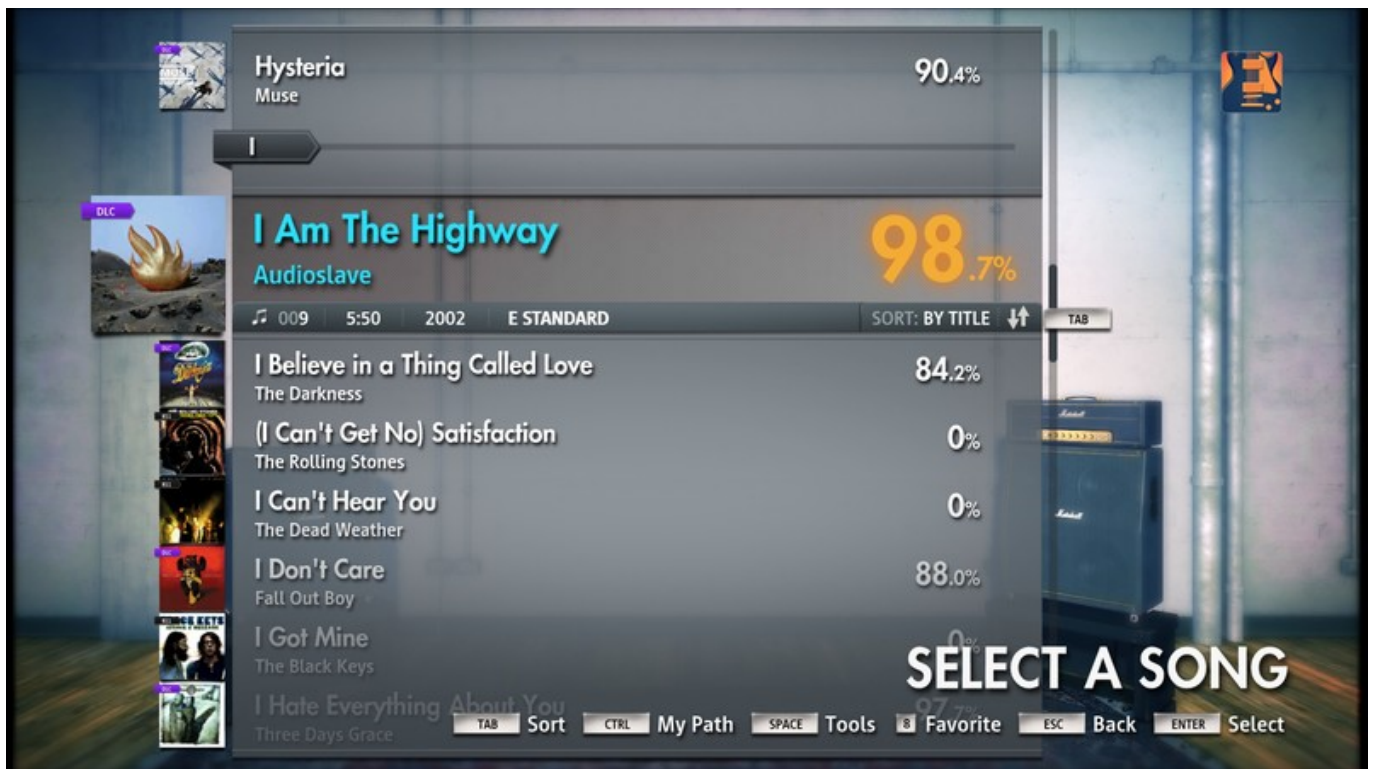 Hysteria
Muse
90.4%
I
DLC
I Am The Highway
Audioslave
98.7%
009 5:50 2002 E STANDARD SORT: BY TITLE TAB
I Believe in a Thing Called Love
The Darkness
84.2%
(I Can't Get No) Satisfaction
The Rolling Stones
0%
I Can't Hear You
The Dead Weather
0%
I Don't Care
Fall Out Boy
88.0%
I Got Mine
The Black Keys
0%
I Hate Everything About You
Three Days Grace
97.7%
SELECT A SONG
TAB Sort CTRL My Path SPACE Tools 8 Favorite ESC Back ENTER Select